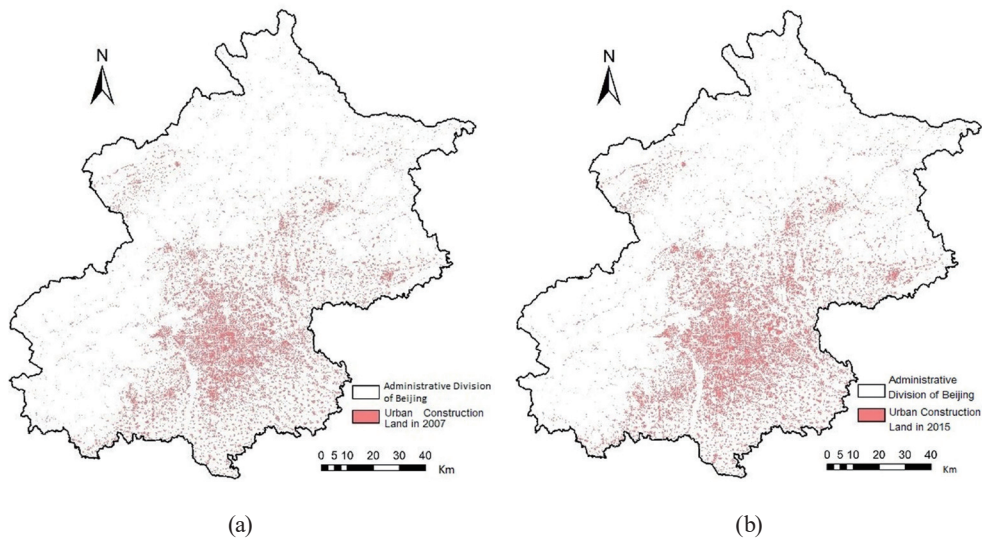 N
Administrative Division
of Beijing
Urban Construction
Land in 2007
0 5 10 20 30 40
Km
(a)
N
Administrative
Division of Beijing
Urban Construction
Land in 2015
0 5 10 20 30 40
Km
(b)